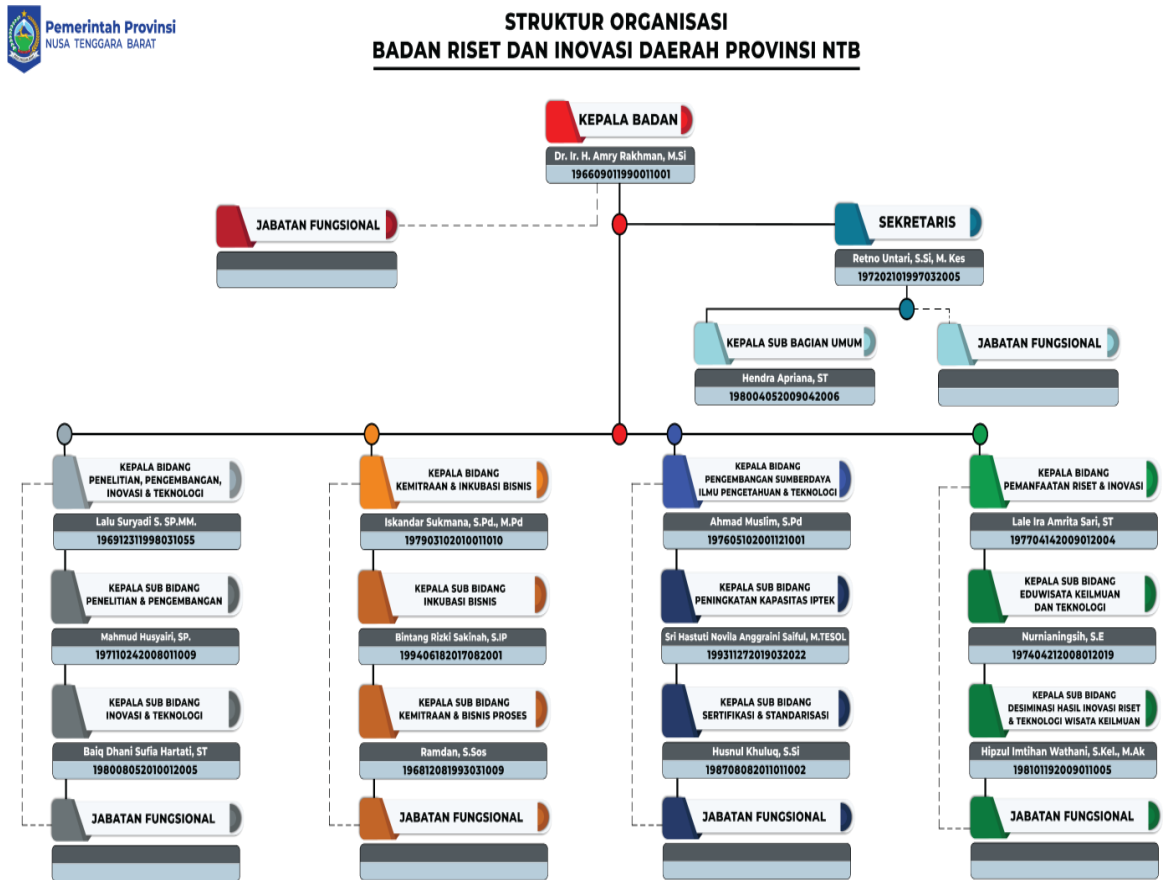 Pemerintah Provinsi
NUSA TENGGARA BARAT
STRUKTUR ORGANISASI
BADAN RISET DAN INOVASI DAERAH PROVINSI NTB
KEPALA BADAN
Dr. Ir. H. Amry Rakhman, M.Si
196609011990011001
JABATAN FUNGSIONAL
SEKRETARIS
Retno Untari, S.Si, M. Kes
197202101997032005
KEPALA SUB BAGIAN UMUM
Hendra Apriana, ST
198004052009042006
JABATAN FUNGSIONAL
KEPALA BIDANG
PENELITIAN, PENGEMBANGAN,
INOVASI & TEKNOLOGI
Lalu Suryadi S. SP.MM.
196912311998031055
KEPALA SUB BIDANG
PENELITIAN & PENGEMBANGAN
Mahmud Husyairi, SP.
197110242008011009
KEPALA SUB BIDANG
INOVASI & TEKNOLOGI
Baiq Dhani Sufia Hartati, ST
198008052010012005
JABATAN FUNGSIONAL
KEPALA BIDANG
KEMITRAAN & INKUBASI BISNIS
Iskandar Sukmana, S.Pd., M.Pd
197903102010011010
KEPALA SUB BIDANG
INKUBASI BISNIS
Bintang Rizki Sakinah, S.IP
199406182017082001
KEPALA SUB BIDANG
KEMITRAAN & BISNIS PROSES
Ramdan, S.Sos
196812081993031009
JABATAN FUNGSIONAL
KEPALA BIDANG
PENGEMBANGAN SUMBERDAYA
ILMU PENGETAHUAN & TEKNOLOGI
Ahmad Muslim, S.Pd
197605102001121001
KEPALA SUB BIDANG
PENINGKATAN KAPASITAS IPTEK
Sri Hastuti Novila Anggraini Saiful, M.TESOL
199311272019032022
KEPALA SUB BIDANG
SERTIFIKASI & STANDARISASI
Husnul Khuluq, S.Si
198708082011011002
JABATAN FUNGSIONAL
KEPALA BIDANG
PEMANFAATAN RISET & INOVASI
Lale Ira Amrita Sari, ST
197704142009012004
KEPALA SUB BIDANG
EDUWISATA KEILMUAN
DAN TEKNOLOGI
Nurnianingsih, S.E
197404212008012019
KEPALA SUB BIDANG
DESIMINASI HASIL INOVASI RISET
& TEKNOLOGI WISATA KEILMUAN
Hipzul Imtihan Wathani, S.Kel., M.Ak
198101192009011005
JABATAN FUNGSIONAL